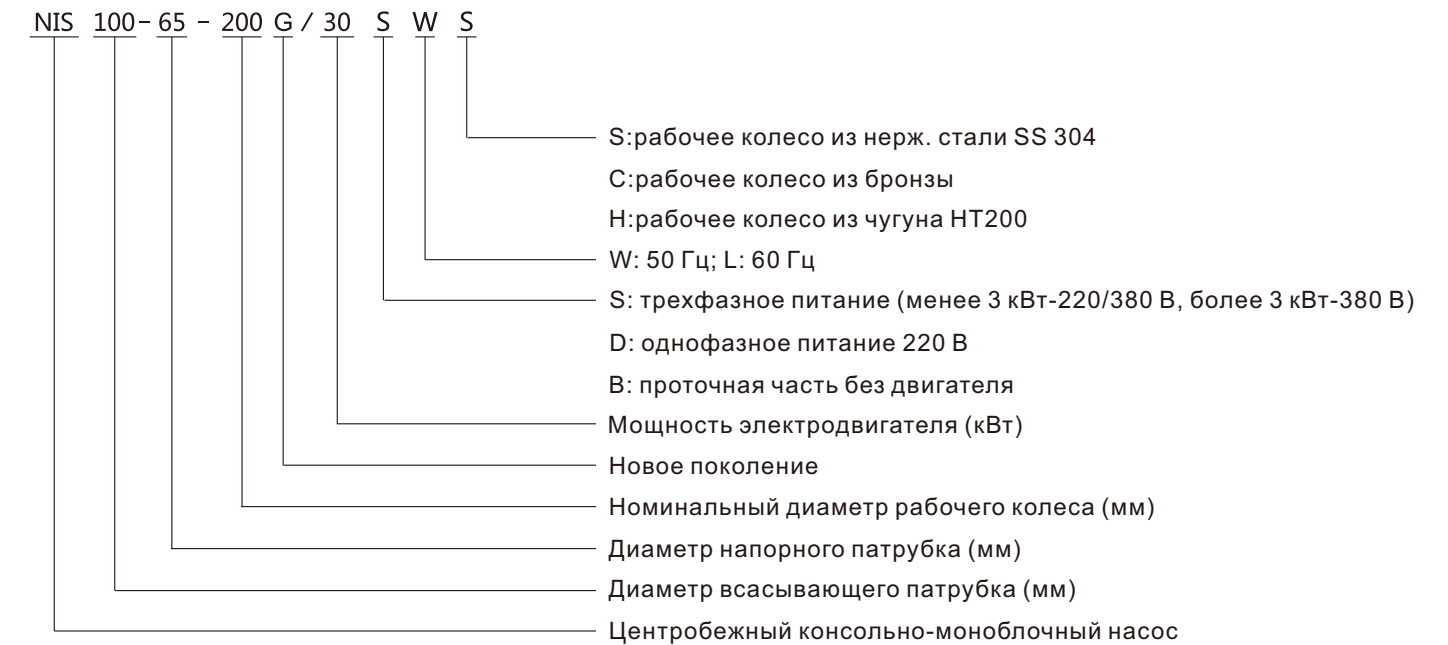 NIS 100 - 65 - 200 G / 30 S W S
S:рабочее колесо из нерж. стали SS 304
C:рабочее колесо из бронзы
H:рабочее колесо из чугуна HT200
W: 50 Гц; L: 60 Гц
S: трехфазное питание (менее 3 кВт-220/380 В, более 3 кВт-380 В)
D: однофазное питание 220 В
B: проточная часть без двигателя
Мощность электродвигателя (кВт)
Новое поколение
Номинальный диаметр рабочего колеса (мм)
Диаметр напорного патрубка (мм)
Диаметр всасывающего патрубка (мм)
Центробежный консольно-моноблочный насос